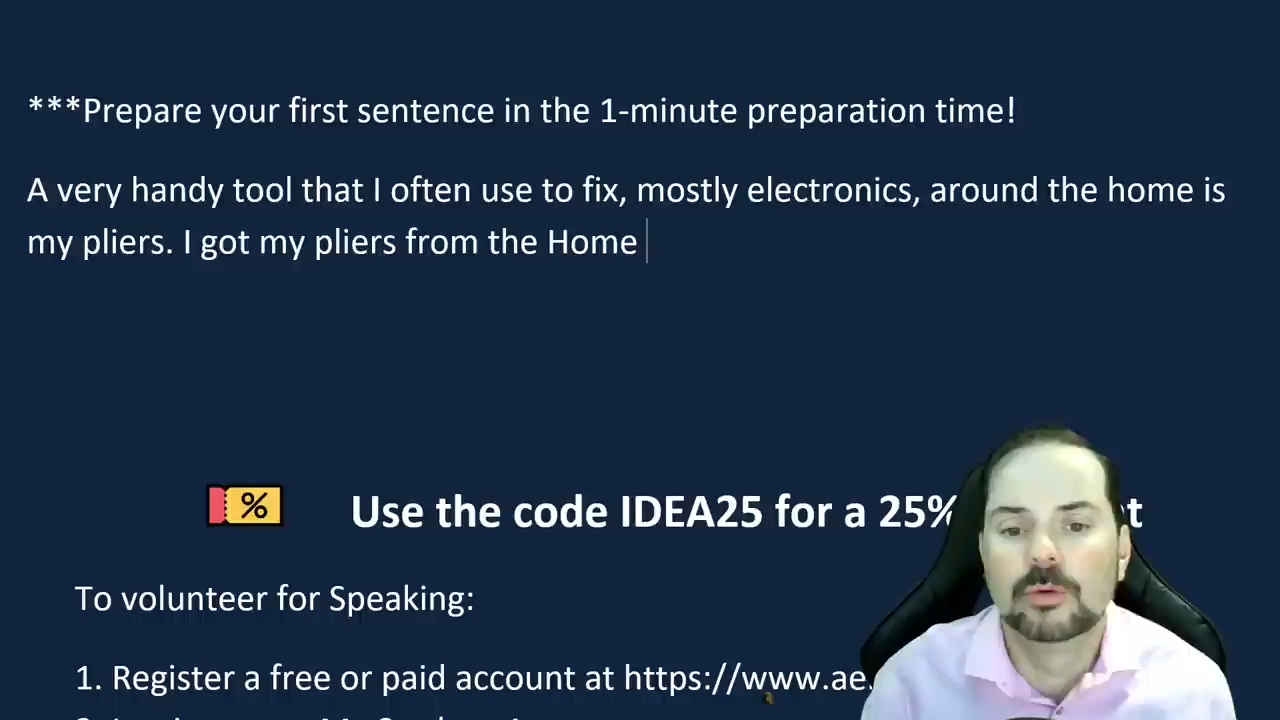 ***Prepare your first sentence in the 1-minute preparation time!
A very handy tool that I often use to fix, mostly electronics, around the home is
my pliers. I got my pliers from the Home
%
Use the code IDEA25 for a 25%
To volunteer for Speaking:
1. Register a free or paid account at https://www.ae.